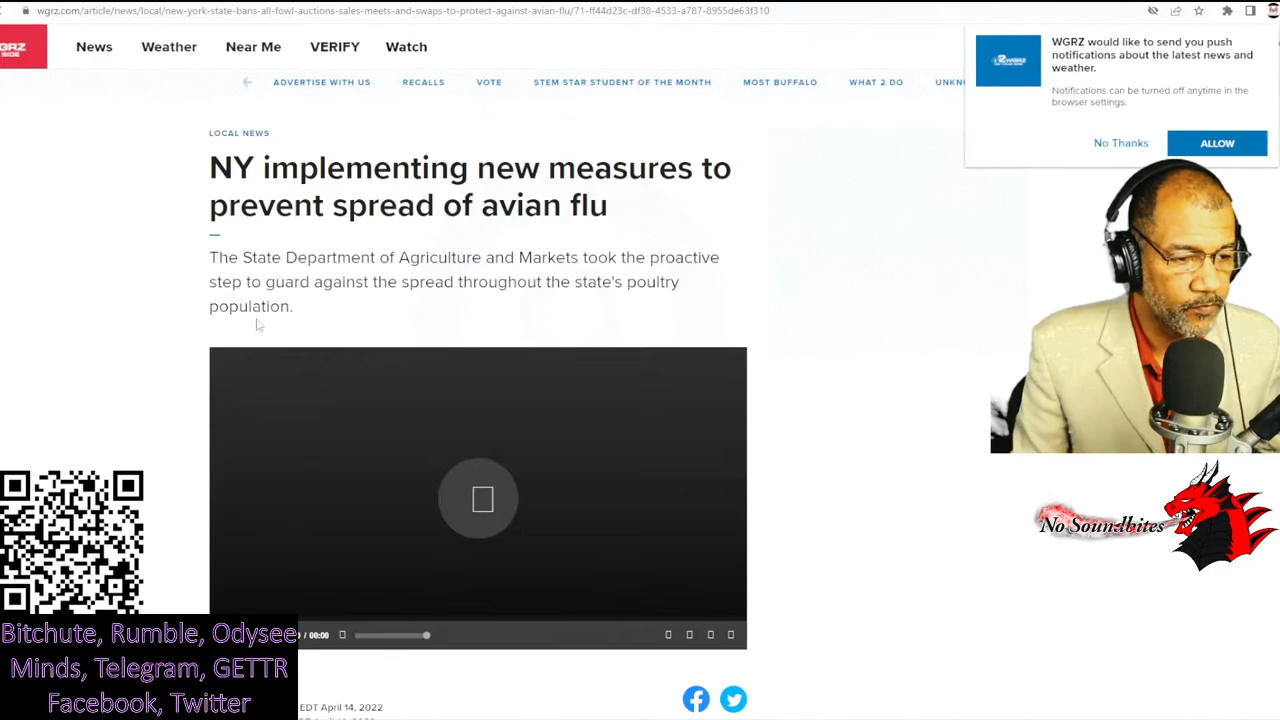 wgrz.com/article/news/local/new-york-state-bans-all-fowl-auctions-sales-meets-and-swaps-to-protect-against-avian-flu/71-ff44d23c-df38-4533-a787-8955de63f310
GRZ
SIDE
News Weather Near Me VERIFY Watch
ADVERTISE WITH US RECALLS VOTE STEM STAR STUDENT OF THE MONTH MOST BUFFALO WHAT 2 DO UNKN
WGRZ would like to send you push
notifications about the latest news and
weather.
Notifications can be turned off anytime in the
browser settings.
No Thanks ALLOW
LOCAL NEWS
NY implementing new measures to
prevent spread of avian flu
The State Department of Agriculture and Markets took the proactive
step to guard against the spread throughout the state's poultry
population.
/ 00:00
No Soundbites
Bitchute, Rumble, Odysee
Minds, Telegram, GETTR
Facebook, Twitter
EDT April 14, 2022